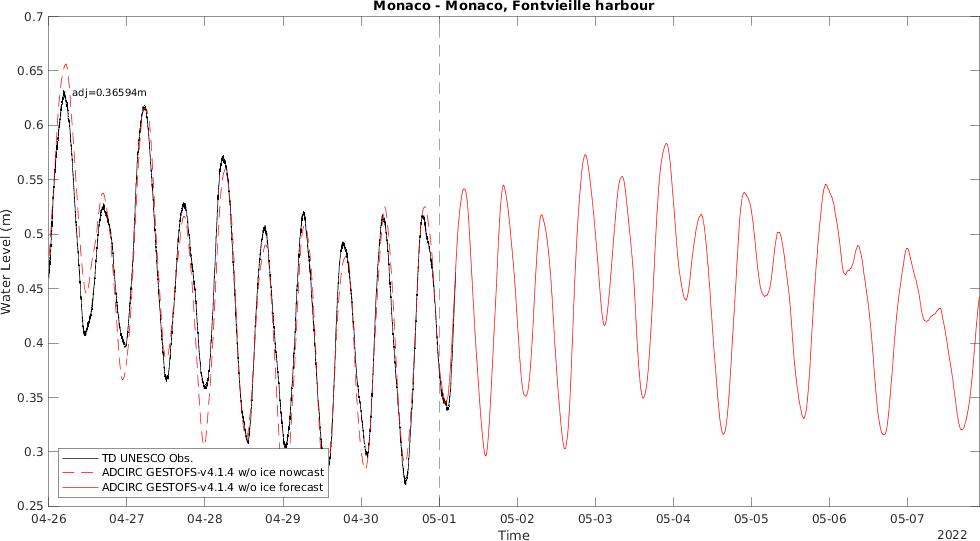 Monaco - Monaco, Fontvieille harbour
0.7
0.65
adj=0.36594m
0.6
0.55
0.5
Water Level (m)
0.45
0.4
0.35
0.3
TD UNESCO Obs.
ADCIRC GESTOFS-v4.1.4 w/o ice nowcast
ADCIRC GESTOFS-v4.1.4 w/o ice forecast
0.25
04-26 04-27 04-28 04-29 04-30 05-01 05-02 05-03 05-04 05-05 05-06 05-07
Time
2022